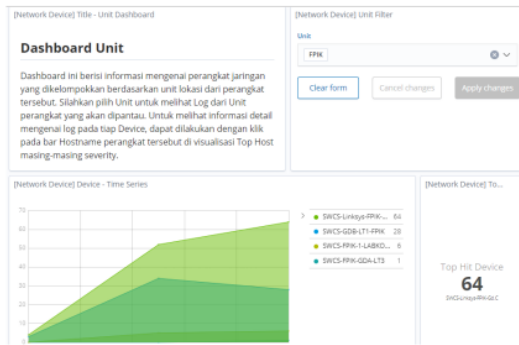 [Network Device] Title - Unit Dashboard
Dashboard Unit
Dashboard ini berisi informasi mengenai perangkat jaringan
yang dikelompokkan berdasarkan unit lokasi dari perangkat
tersebut. Silahkan pilih Unit untuk melihat Log dari Unit
perangkat yang akan dipantau. Untuk melihat informasi detail
mengenai log pada tiap Device, dapat dilakukan dengan klik
pada bar Hostname perangkat tersebut di visualisasi Top Host
masing-masing severity.
[Network Device] Unit Filter
Unit
FPIK
Clear form
Cancel changes
Apply changes
[Network Device] Device - Time Series
70
60
50
40
30
20
10
0
SWCS-Linksys-FPIK-... 64
SWCS-GDB-LT1-FPIK 28
SWCS-FPIK-1-LABKO... 6
SWCS-FPIK-GDA-LT3 1
[Network Device] To...
Top Hit Device
64